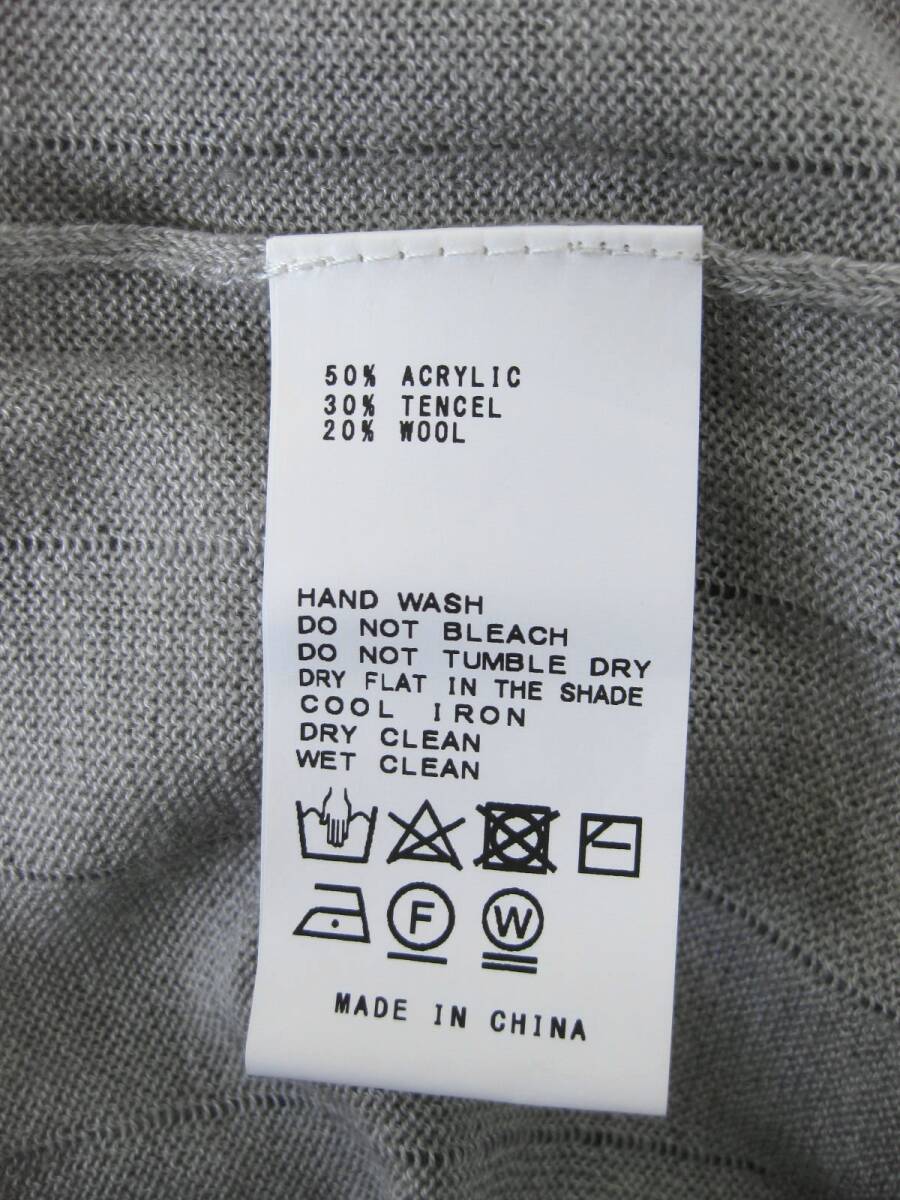 50% ACRYLIC
30% TENCEL
20% WOOL
HAND WASH
DO NOT BLEACH
DO NOT TUMBLE DRY
DRY FLAT IN THE SHADE
COOL IRON
DRY CLEAN
WET CLEAN
F W
MADE IN CHINA